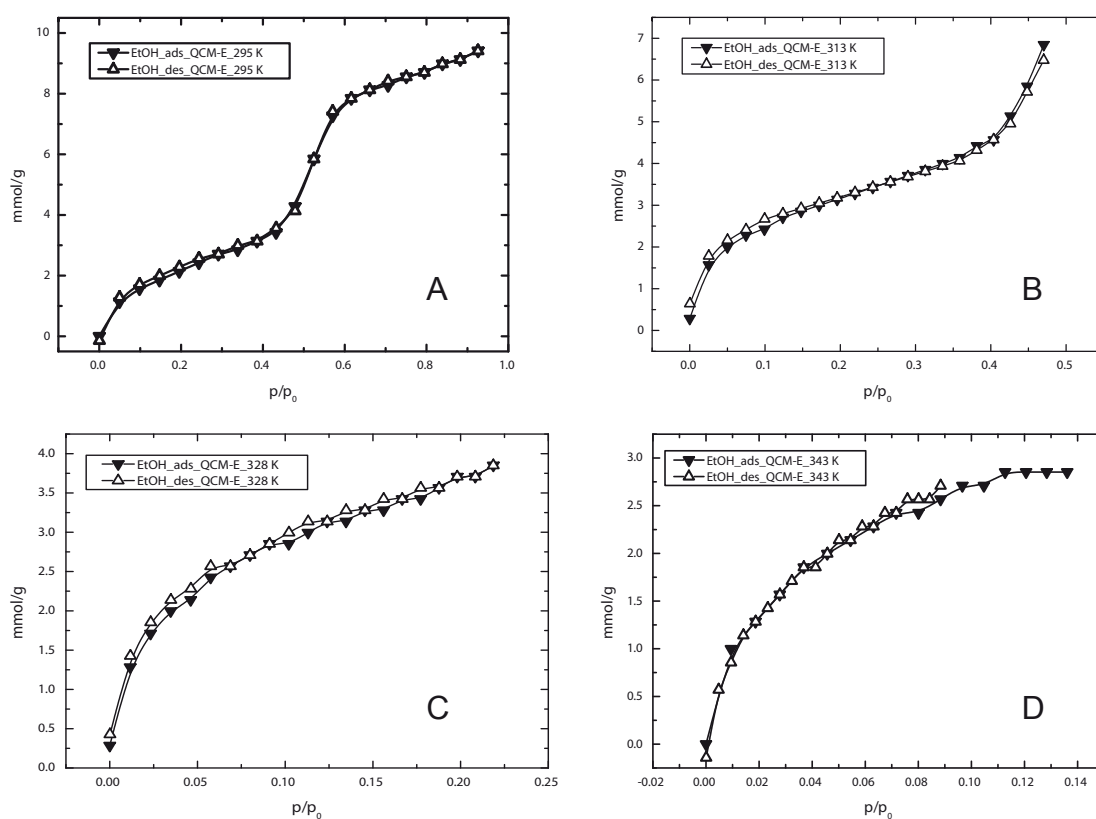 EtOH_ads_QCM-E_295 K
EtOH_des_QCM-E_295 K
10
8
6
4
2
0
mmol/g
A
0.0 0.2 0.4 0.6 0.8 1.0
p/p0
EtOH_ads_QCM-E_313 K
EtOH_des_QCM-E_313 K
7
6
5
4
3
2
1
0
mmol/g
B
0.0 0.1 0.2 0.3 0.4 0.5
p/p0
EtOH_ads_QCM-E_328 K
EtOH_des_QCM-E_328 K
4.0
3.5
3.0
2.5
2.0
1.5
1.0
0.5
0.0
mmol/g
C
0.00 0.05 0.10 0.15 0.20 0.25
p/p0
EtOH_ads_QCM-E_343 K
EtOH_des_QCM-E_343 K
3.0
2.5
2.0
1.5
1.0
0.5
0.0
mmol/g
D
-0.02 0.00 0.02 0.04 0.06 0.08 0.10 0.12 0.14
p/p0